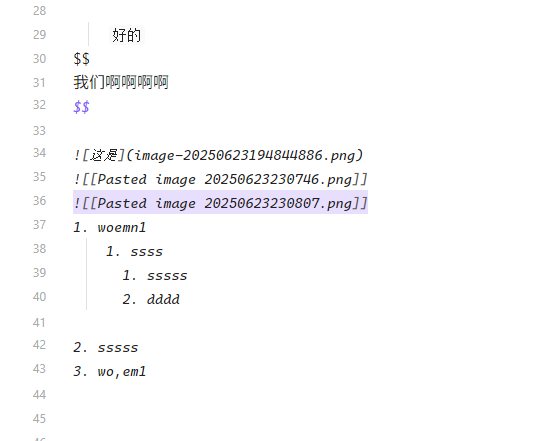 28
29 好的
30 $$
31 我们啊啊啊啊
32 $$
33
34 ![这是](image-20250623194844886.png)
35 ![[Pasted image 20250623230746.png]]
36 ![[Pasted image 20250623230807.png]]
37 1. woemn1
38 1. ssss
39 1. sssss
40 2. dddd
41
42 2. sssss
43 3. wo,em1
44
45